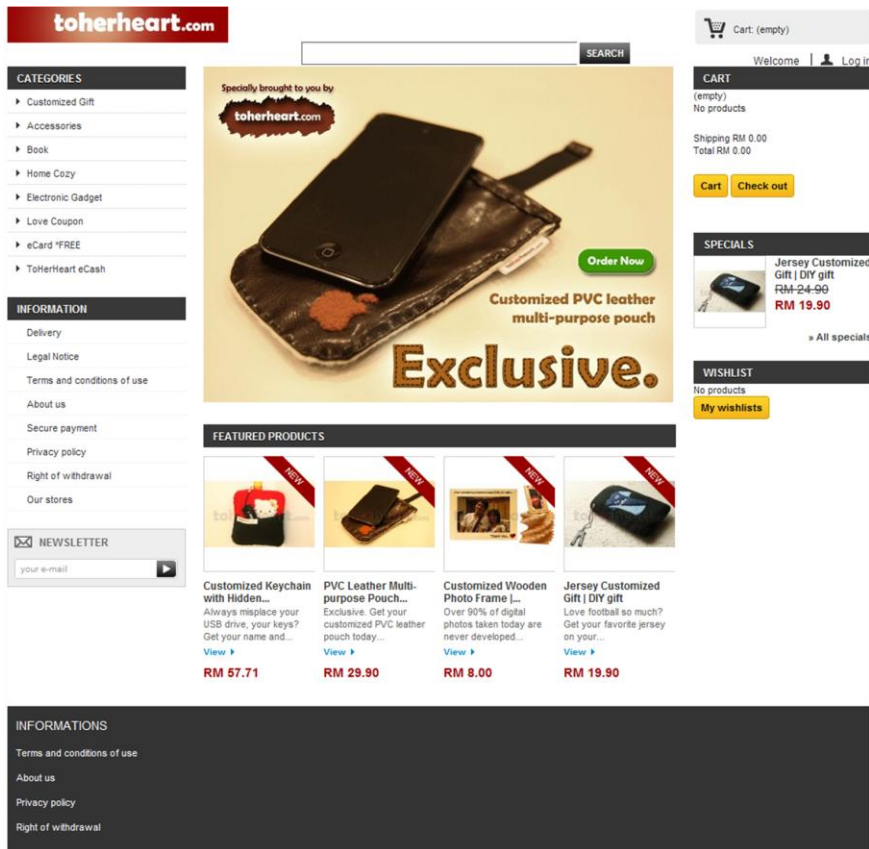 toherheart.com
Cart: (empty)
SEARCH
Welcome
Log in
CATEGORIES
Customized Gift
Accessories
Book
Home Cozy
Electronic Gadget
Love Coupon
eCard *FREE
ToHerHeart eCash
INFORMATION
Delivery
Legal Notice
Terms and conditions of use
About us
Secure payment
Privacy policy
Right of withdrawal
Our stores
NEWSLETTER
your e-mail
Specially brought to you by
toherheart.com
Order Now
Customized PVC leather
multi-purpose pouch
Exclusive.
FEATURED PRODUCTS
NEW
NEW
NEW
NEW
Customized Keychain
with Hidden...
Always misplace your
USB drive, your keys?
Get your name and...
View
RM 57.71
PVC Leather Multi-
purpose Pouch...
Exclusive. Get your
customized PVC leather
pouch today...
View
RM 29.90
Customized Wooden
Photo Frame |...
Over 90% of digital
photos taken today are
never developed...
View
RM 8.00
Jersey Customized
Gift | DIY gift
Love football so much?
Get your favorite jersey
on your...
View
RM 19.90
CART
(empty)
No products
Shipping RM 0.00
Total RM 0.00
Cart
Check out
SPECIALS
Jersey Customized
Gift | DIY gift
RM 24.90
RM 19.90
» All specials
WISHLIST
No products
My wishlists
INFORMATIONS
Terms and conditions of use
About us
Privacy policy
Right of withdrawal